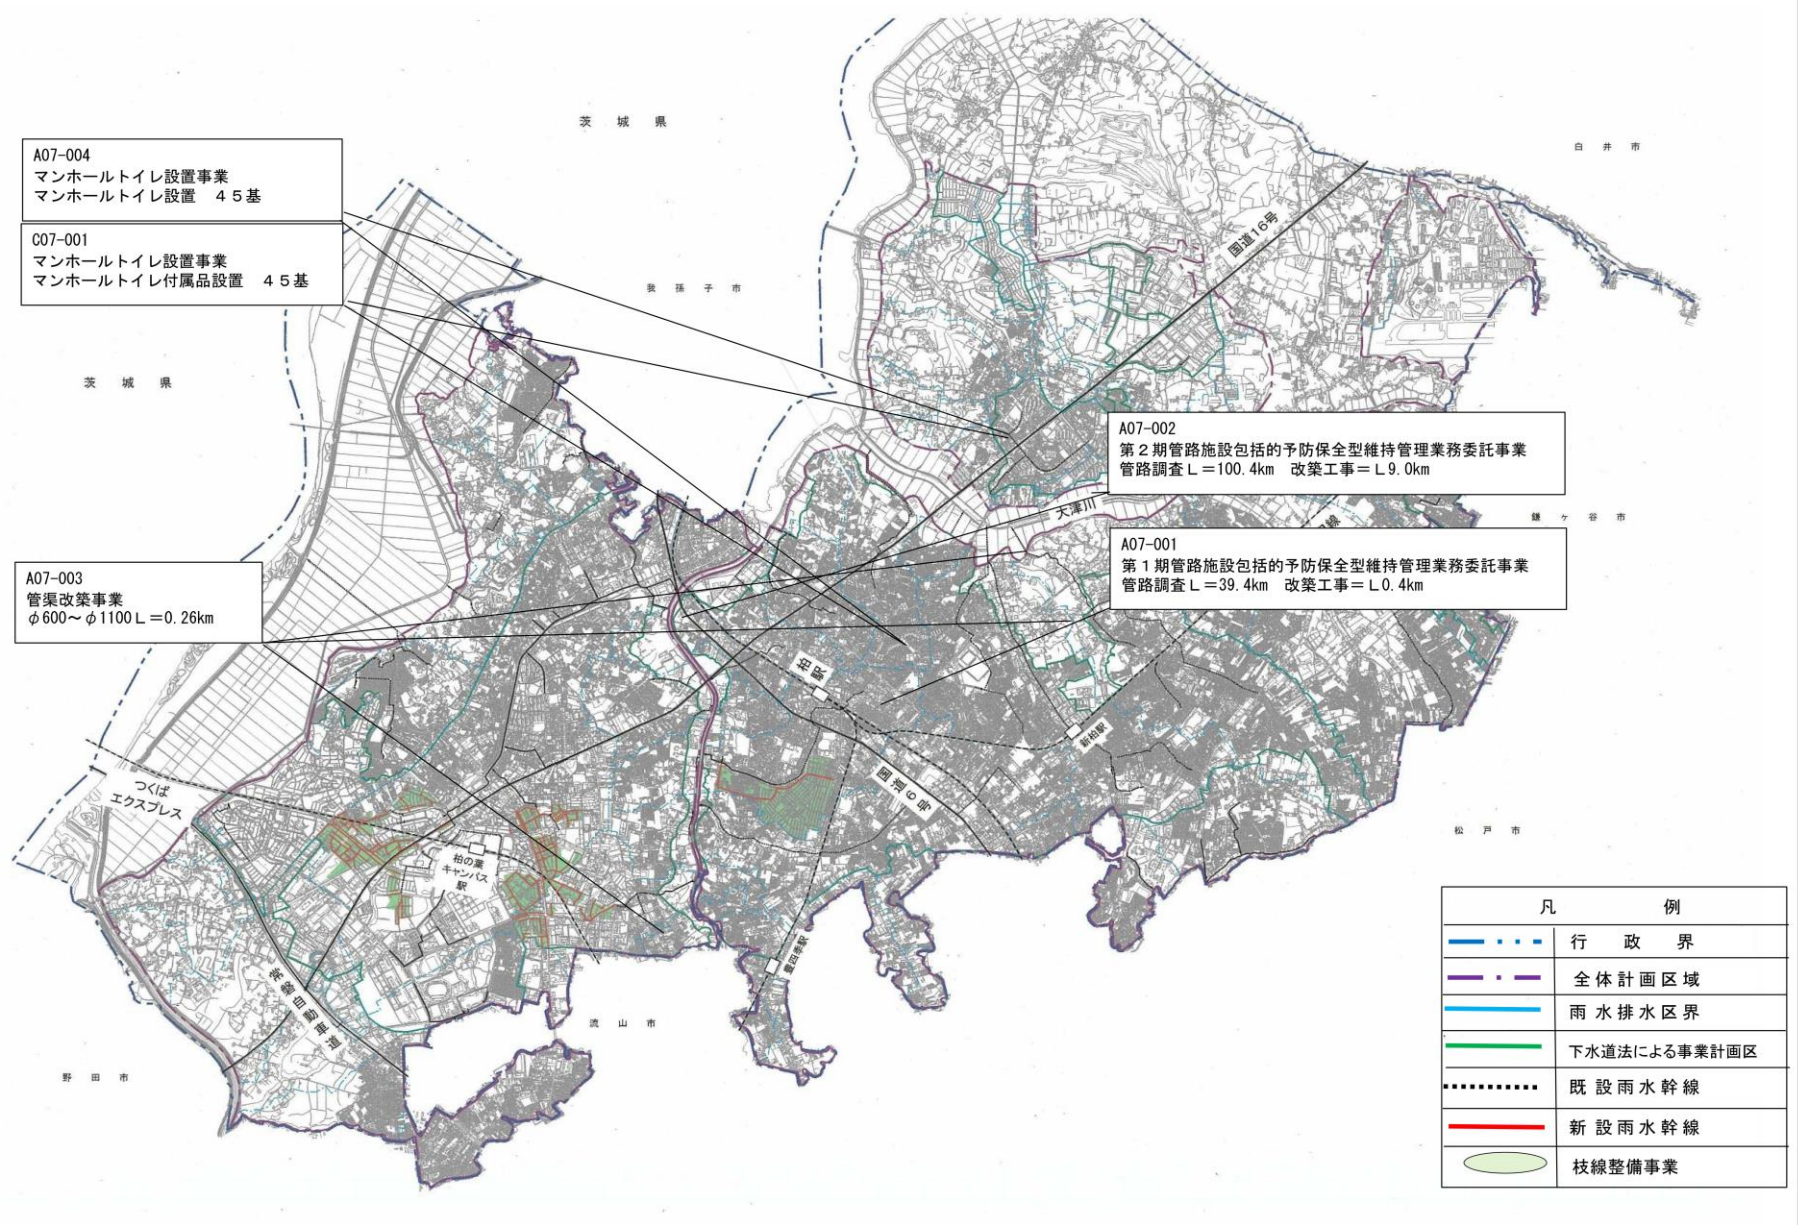 茨城県
白井市
A07-004
マンホールトイレ設置事業
マンホールトイレ設置　４５基
C07-001
マンホールトイレ設置事業
マンホールトイレ付属品設置　４５基
国道16号
我孫子市
茨城県
A07-002
第２期管路施設包括的予防保全型維持管理業務委託事業
管路調査Ｌ＝100.4km　改築工事＝Ｌ9.0km
大津川
線
鎌ヶ谷市
A07-001
第１期管路施設包括的予防保全型維持管理業務委託事業
管路調査Ｌ＝39.4km　改築工事＝Ｌ0.4km
A07-003
管渠改築事業
φ600～φ1100Ｌ＝0.26km
柏駅
新柏駅
つくば
エクスプレス
国道６号
柏の葉
キャンパス
駅
松戸市
豊四季駅
常磐自動車道
流山市
野田市
凡例
行政界
全体計画区域
雨水排水区界
下水道法による事業計画区
既設雨水幹線
新設雨水幹線
枝線整備事業